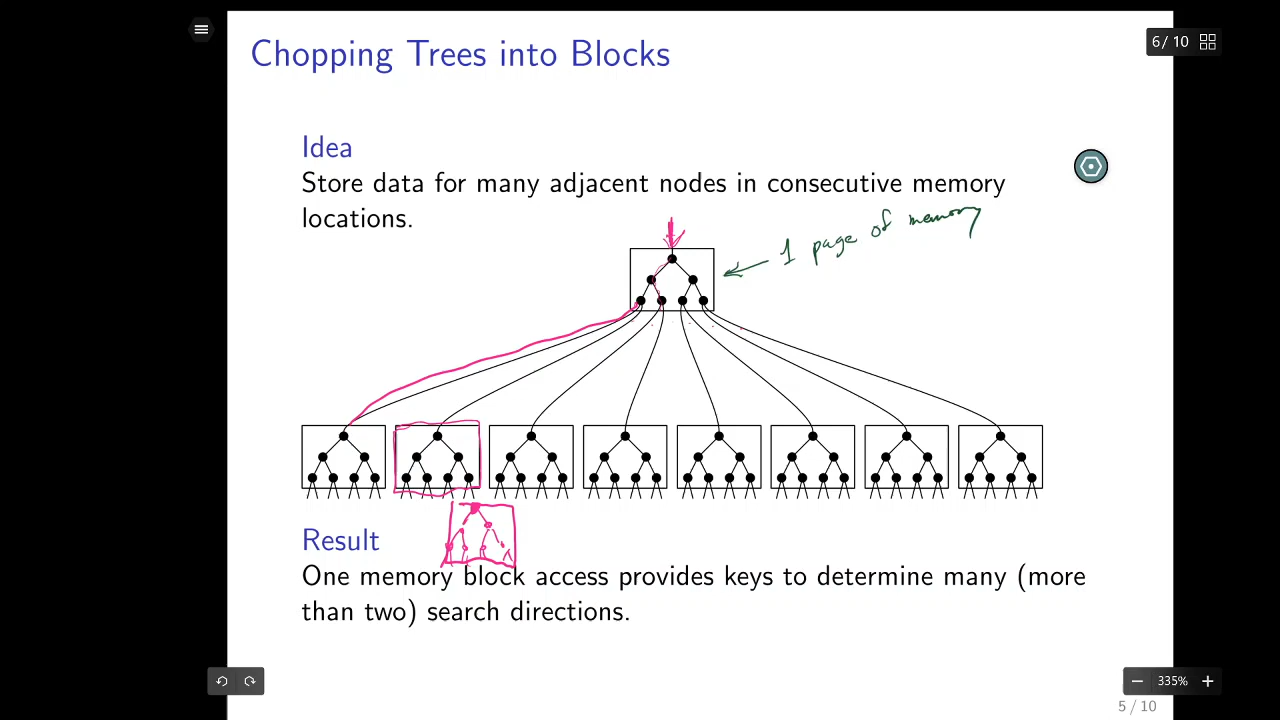 6/ 10
Chopping Trees into Blocks
Idea
Store data for many adjacent nodes in consecutive memory
locations.
1 page of memory
Result
One memory block access provides keys to determine many (more
than two) search directions.
335%
5 / 10